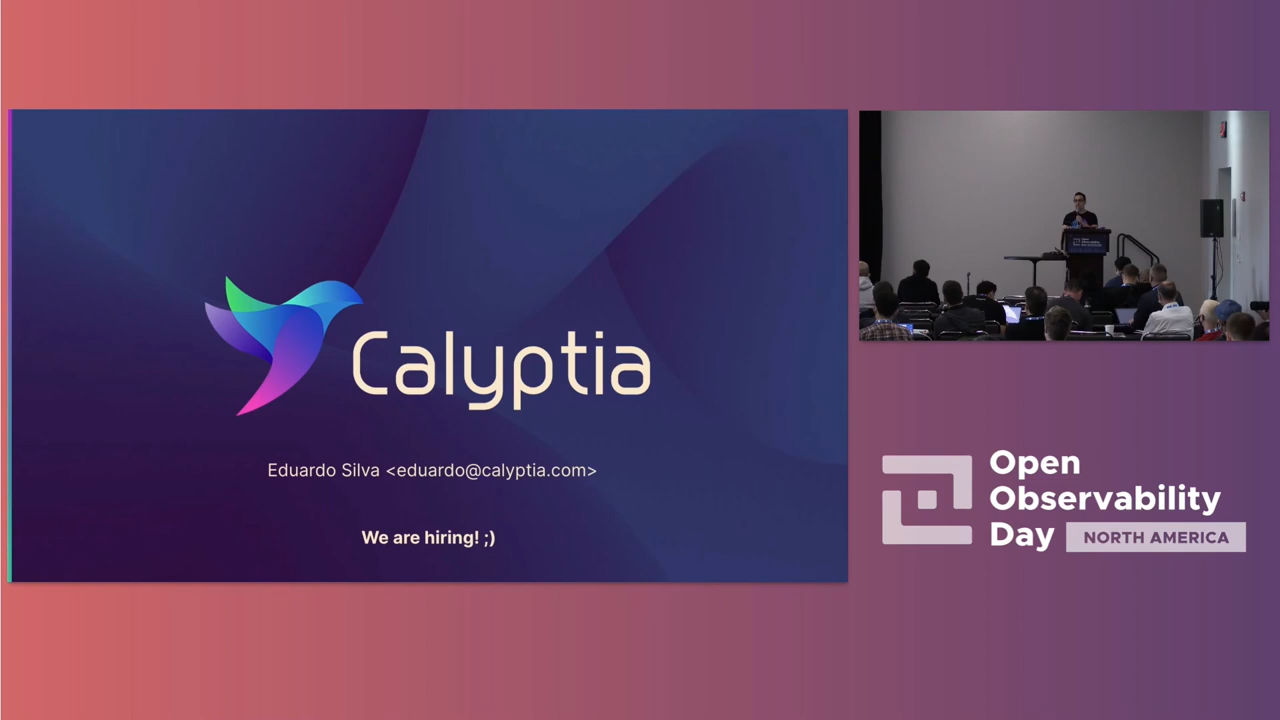 Calyptia
Eduardo Silva <eduardo@calyptia.com>
We are hiring! ;)
Open
Observability
Day
NORTH AMERICA